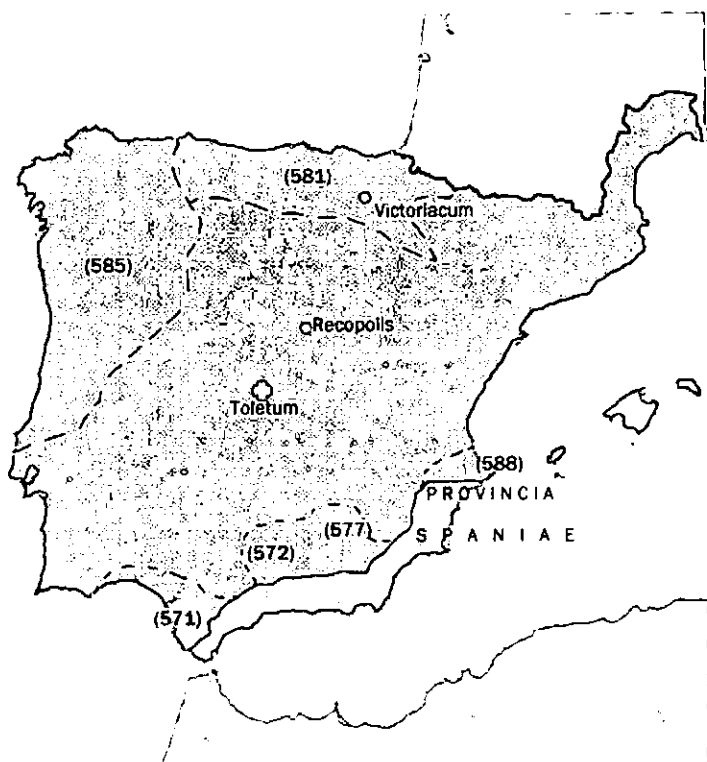 (581)
Victoriacum
(585)
Recopolis
Toletum
(588)
PROVINCIA
(577)
SPANIAE
(572)
(571)